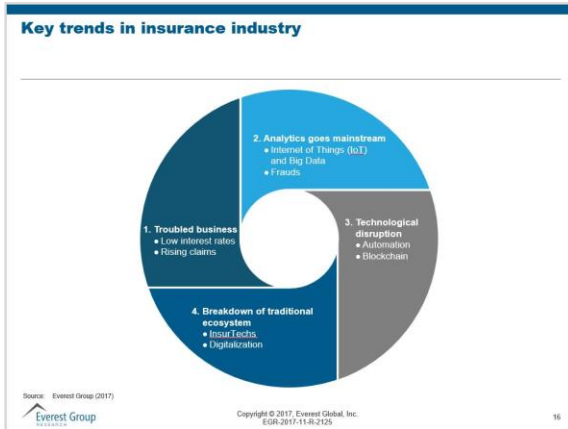 Key trends in insurance industry
1. Troubled business
• Low interest rates
• Rising claims
2. Analytics goes mainstream
• Internet of Things (IoT)
and Big Data
• Frauds
3. Technological
disruption
• Automation
• Blockchain
4. Breakdown of traditional
ecosystem
• InsurTechs
• Digitalization
Source: Everest Group (2017)
Everest Group
RESEARCH
Copyright © 2017, Everest Global, Inc.
EGR-2017-11-R-2125
16